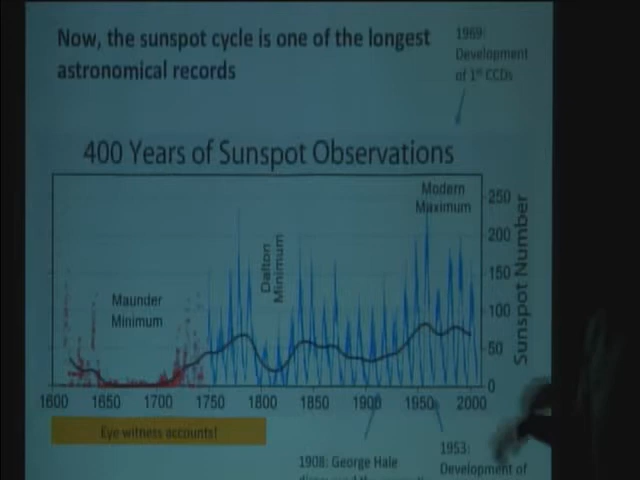 Now, the sunspot cycle is one of the longest
astronomical records
1969:
Development
of 1st CCDs
400 Years of Sunspot Observations
Modern
Maximum
Dalton
Minimum
Maunder
Minimum
250
200
150
100
50
0
Sunspot Number
1600 1650 1700 1750 1800 1850 1900 1950 2000
Eye witness accounts!
1908: George Hale
1953:
Development of